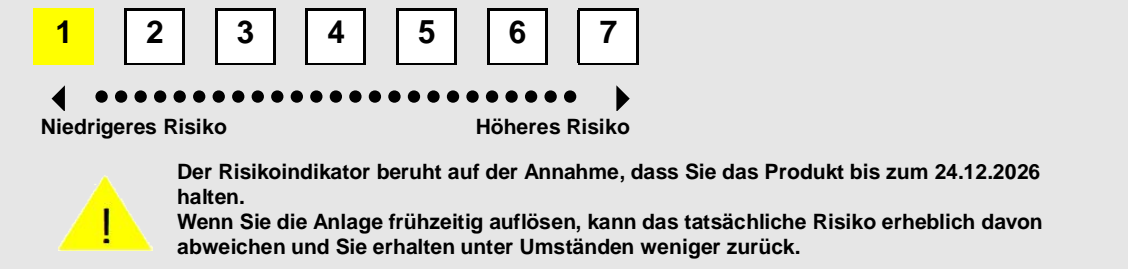 1 2 3 4 5 6 7
Niedrigeres Risiko Höheres Risiko
Der Risikoindikator beruht auf der Annahme, dass Sie das Produkt bis zum 24.12.2026
halten.
Wenn Sie die Anlage frühzeitig auflösen, kann das tatsächliche Risiko erheblich davon
abweichen und Sie erhalten unter Umständen weniger zurück.
!